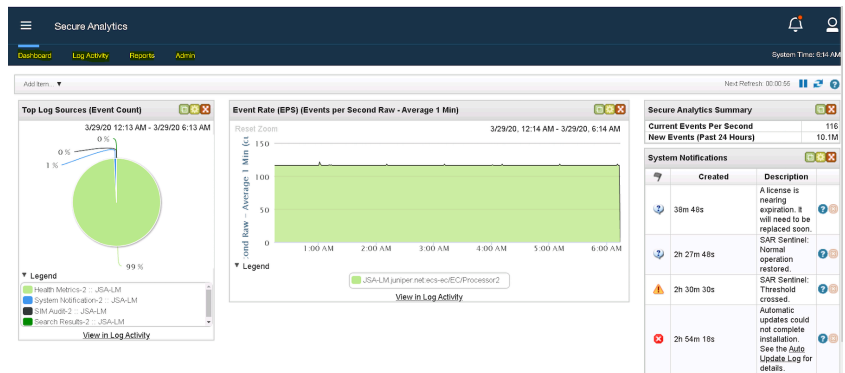 Secure Analytics
Dashboard Log Activity Reports Admin System Time: 6:14 AM
Add Item... Next Refresh: 00:00:56
Top Log Sources (Event Count)
3/29/20 12:13 AM - 3/29/20 6:13 AM
0 %
0 %
1 %
99 %
Legend
Health Metrics-2 :: JSA-LM
System Notification-2 :: JSA-LM
SIM Audit-2 :: JSA-LM
Search Results-2 :: JSA-LM
View in Log Activity
Event Rate (EPS) (Events per Second Raw - Average 1 Min)
Reset Zoom 3/29/20, 12:14 AM - 3/29/20, 6:14 AM
ond Raw - Average 1 Min (c
150
100
50
0
1:00 AM 2:00 AM 3:00 AM 4:00 AM 5:00 AM 6:00 AM
Legend
JSA-LM.juniper.net:ecs-ec/EC/Processor2
View in Log Activity
Secure Analytics Summary
Current Events Per Second 116
New Events (Past 24 Hours) 10.1M
System Notifications
Created Description
38m 48s
A license is
nearing
expiration. It
will need to be
replaced soon.
2h 27m 48s
SAR Sentinel:
Normal
operation
restored.
2h 30m 30s
SAR Sentinel:
Threshold
crossed.
2h 54m 18s
Automatic
updates could
not complete
installation.
See the Auto
Update Log for
details.